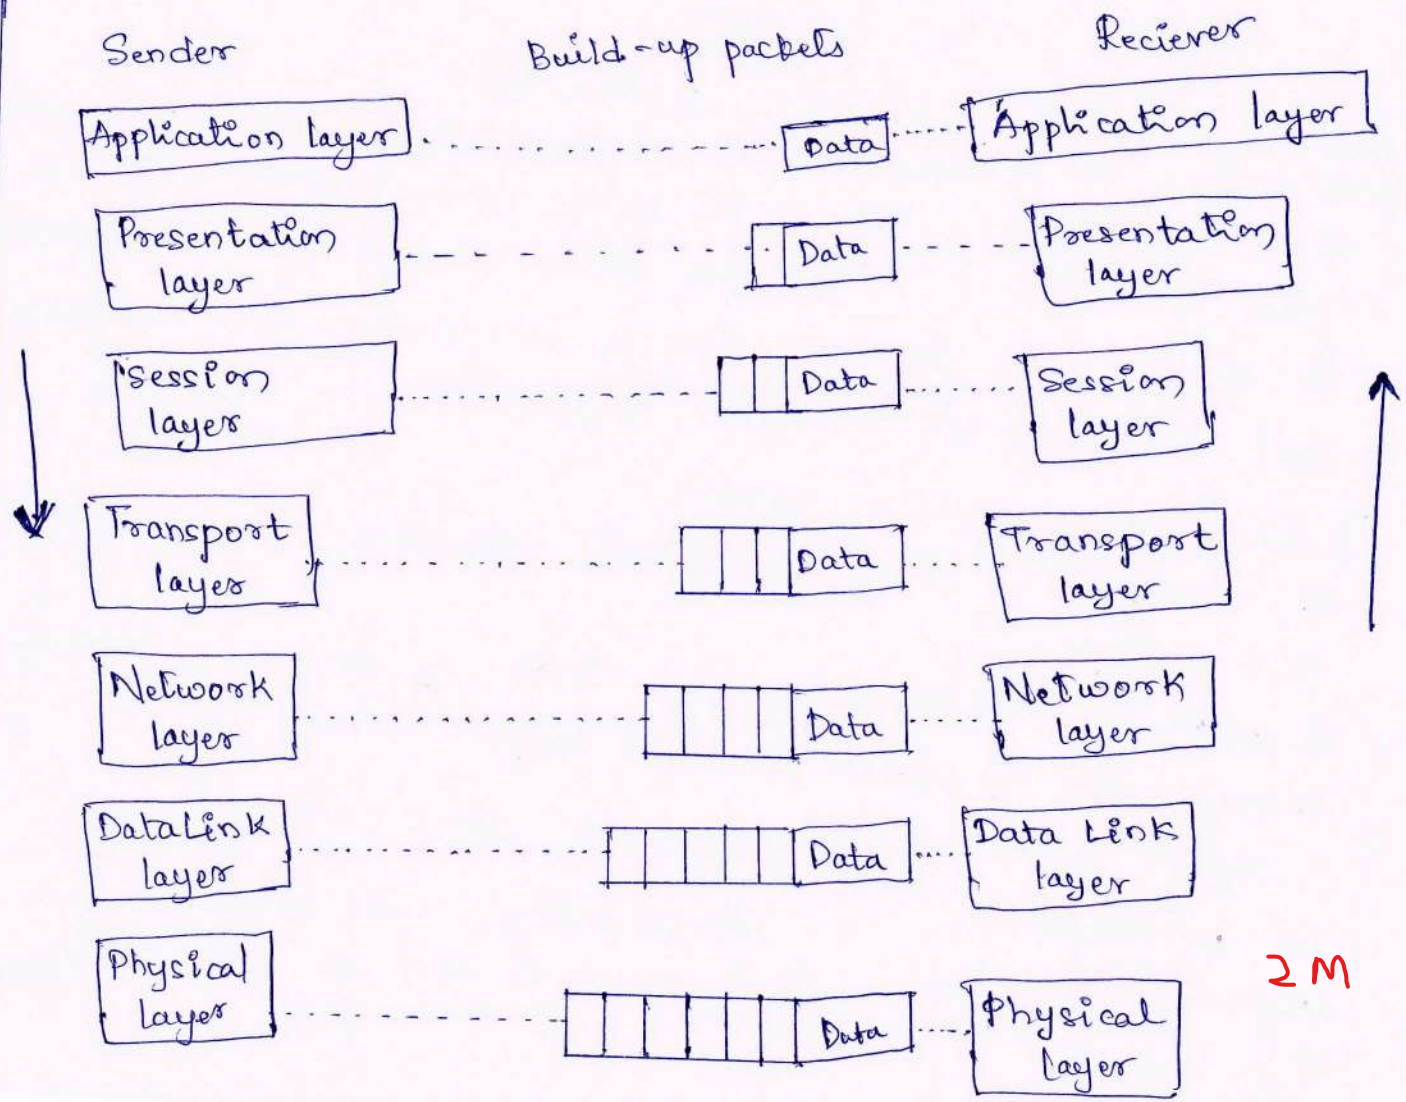 Sender Build-up packets Reciever
Application layer Data Application layer
Presentation Data Presentation
layer layer
Session Data Session
layer layer
Transport Data Transport
layer layer
Network Data Network
layer layer
DataLink Data Data Link
layer layer
Physical Data Physical
layer layer
2M